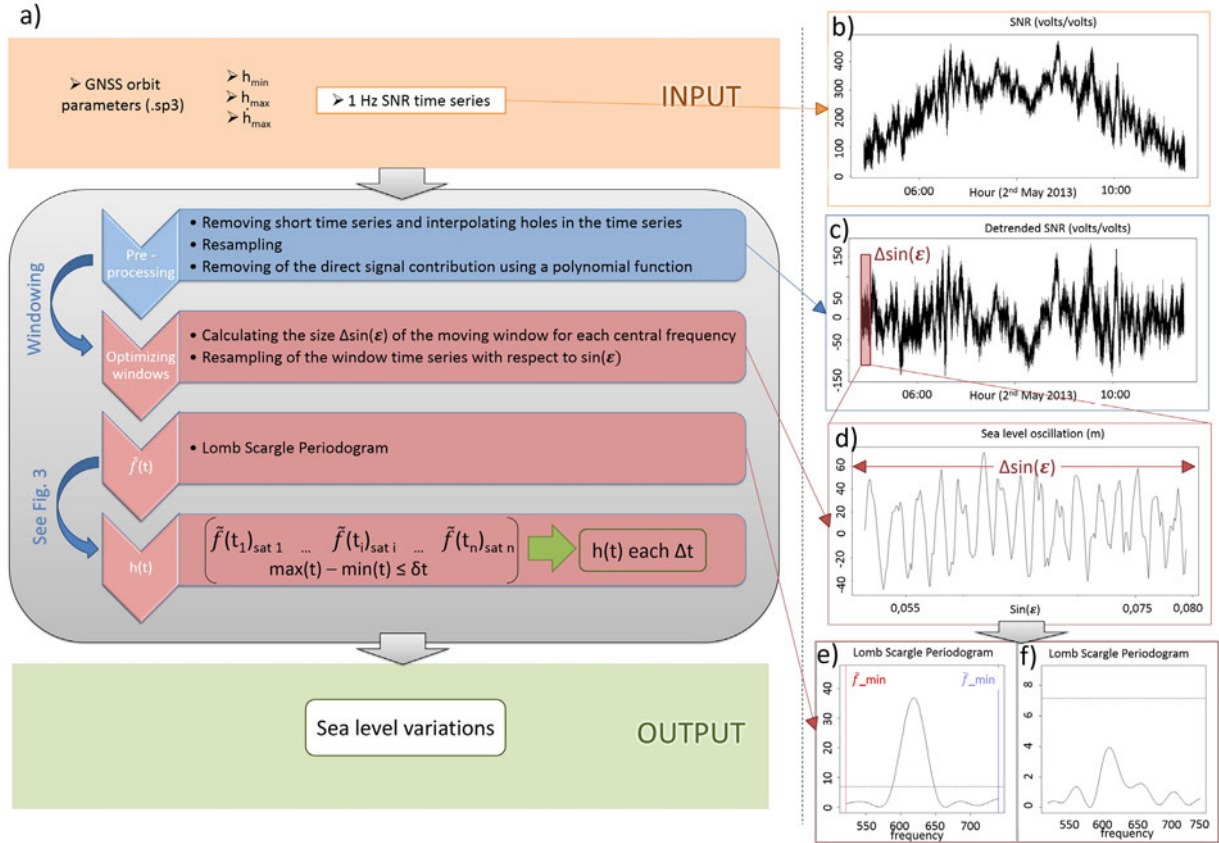 a)
➢ GNSS orbit
parameters (.sp3)
➢ hmin
➢ hmax
➢ ḣmax
➢ 1 Hz SNR time series
INPUT
Windowing
Pre -
processing
• Removing short time series and interpolating holes in the time series
• Resampling
• Removing of the direct signal contribution using a polynomial function
Optimizing
windows
• Calculating the size Δsin(ε) of the moving window for each central frequency
• Resampling of the window time series with respect to sin(ε)
See Fig. 3
f̃(t)
• Lomb Scargle Periodogram
h(t)
f̃(t1)sat 1 ... f̃(ti)sat i ... f̃(tn)sat n
max(t) − min(t) ≤ δt
h(t) each Δt
Sea level variations
OUTPUT
b)
SNR (volts/volts)
400
300
200
100
0
06:00
Hour (2nd May 2013)
10:00
c)
Detrended SNR (volts/volts)
Δsin(ε)
150
50
0
-50
-150
06:00
Hour (2nd May 2013)
10:00
d)
Sea level oscillation (m)
Δsin(ε)
60
40
20
0
-20
-40
0,055
Sin(ε)
0,075
0,080
e)
Lomb Scargle Periodogram
f̃_min
f̃_min
40
30
20
10
0
550 600 650 700
frequency
f)
Lomb Scargle Periodogram
8
6
4
2
0
550 600 650 700 750
frequency